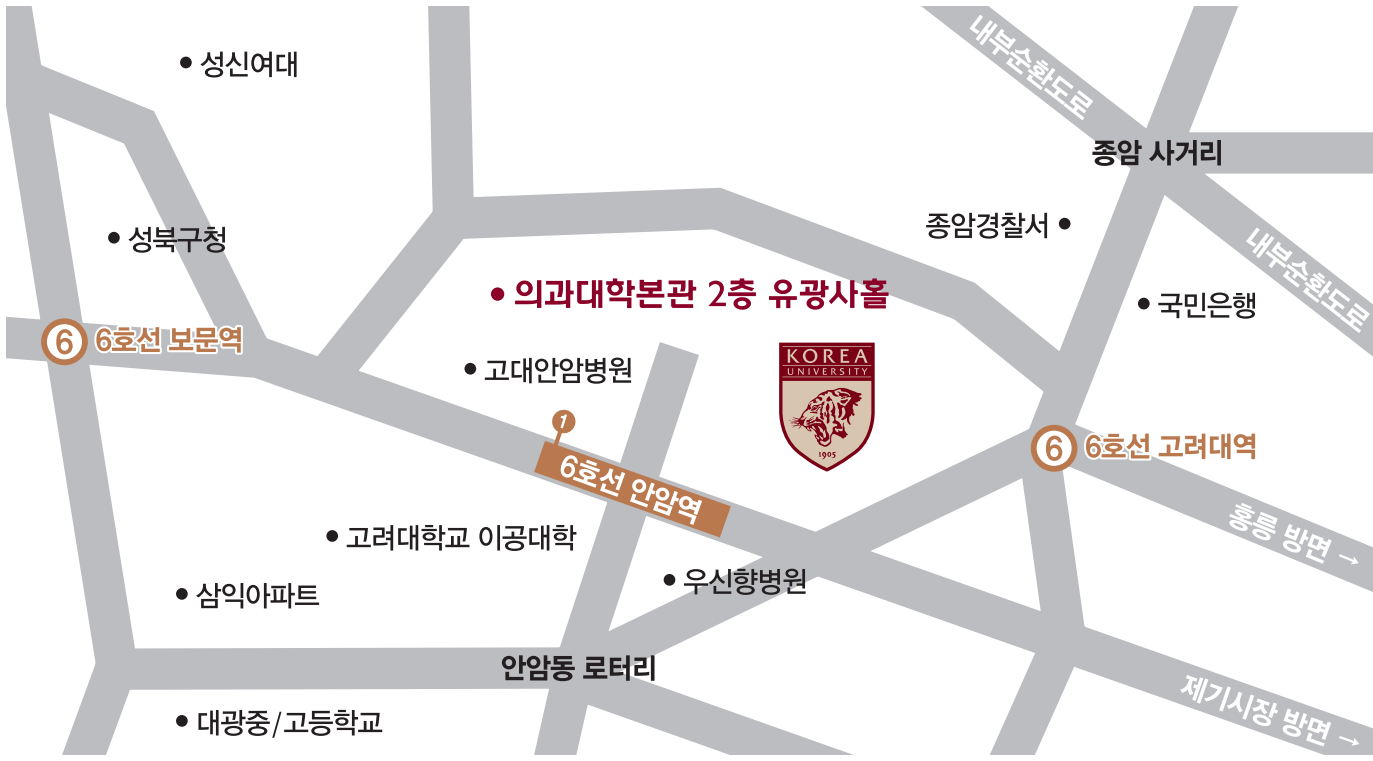 내부순환도로
성신여대
종암 사거리
종암경찰서
성북구청
내부순환도로
의과대학본관 2층 유광사홀
국민은행
6
6호선 보문역
KOREA
UNIVERSITY
1905
고대안암병원
1
6호선 안암역
6
6호선 고려대역
홍릉 방면 →
고려대학교 이공대학
우신향병원
삼익아파트
안암동 로터리
제기시장 방면 →
대광중/고등학교